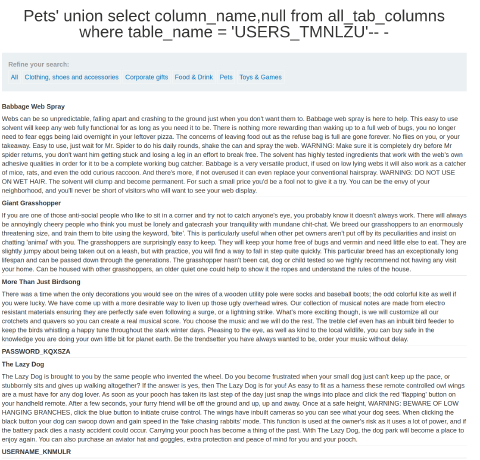 Pets' union select column_name,null from all_tab_columns
where table_name = 'USERS_TMNLZU'-- -
Refine your search:
All Clothing, shoes and accessories Corporate gifts Food & Drink Pets Toys & Games
Babbage Web Spray
Webs can be so unpredictable, falling apart and crashing to the ground just when you don't want them to. Babbage web spray is here to help. This easy to use
solvent will keep any web fully functional for as long as you need it to be. There is nothing more rewarding than waking up to a full web of bugs, you no longer
need to fear eggs being laid overnight in your leftover pizza. The concerns of leaving food out as the refuse bag is full are gone forever. No flies on you, or your
takeaway. Easy to use, just wait for Mr. Spider to do his daily rounds, shake the can and spray the web. WARNING: Make sure it is completely dry before Mr
spider returns, you don't want him getting stuck and losing a leg in an effort to break free. The solvent has highly tested ingredients that work with the web's own
adhesive qualities in order for it to be a complete working bug catcher. Babbage is a very versatile product, if used on low lying webs it will also work as a catcher
of mice, rats, and even the odd curious raccoon. And there's more, if not overused it can even replace your conventional hairspray. WARNING: DO NOT USE
ON WET HAIR. The solvent will clump and become permanent. For such a small price you'd be a fool not to give it a try. You can be the envy of your
neighborhood, and you'll never be short of visitors who will want to see your web display.
Giant Grasshopper
If you are one of those anti-social people who like to sit in a corner and try not to catch anyone's eye, you probably know it doesn't always work. There will always
be annoyingly cheery people who think you must be lonely and gatecrash your tranquility with mundane chit-chat. We breed our grasshoppers to an enormously
threatening size, and train them to bite using the keyword, 'bite'. This is particularly useful when other pet owners aren't put off by its peculiarities and insist on
chatting 'animal' with you. The grasshoppers are surprisingly easy to keep. They will keep your home free of bugs and vermin and need little else to eat. They are
slightly jumpy about being taken out on a leash, but with practice, you will find a way to fall in step quite quickly. This particular breed has an exceptionally long
lifespan and can be passed down through the generations. The grasshopper hasn't been cat, dog or child tested so we highly recommend not having any visit
your home. Can be housed with other grasshoppers, an older quiet one could help to show it the ropes and understand the rules of the house.
More Than Just Birdsong
There was a time when the only decorations you would see on the wires of a wooden utility pole were socks and baseball boots; the odd colorful kite as well if
you were lucky. We have come up with a more desirable way to liven up those ugly overhead wires. Our collection of musical notes are made from electro
resistant materials ensuring they are perfectly safe even following a surge, or a lightning strike. What's more exciting though, is we will customize all our
crotchets and quavers so you can create a real musical score. You choose the music and we will do the rest. The treble clef even has an inbuilt bird feeder to
keep the birds whistling a happy tune throughout the stark winter days. Pleasing to the eye, as well as kind to the local wildlife, you can buy safe in the
knowledge you are doing your own little bit for planet earth. Be the trendsetter you have always wanted to be, order your music without delay.
PASSWORD_KQXSZA
The Lazy Dog
The Lazy Dog is brought to you by the same people who invented the wheel. Do you become frustrated when your small dog just can't keep up the pace, or
stubbornly sits and gives up walking altogether? If the answer is yes, then The Lazy Dog is for you! As easy to fit as a harness these remote controlled owl wings
are a must have for any dog lover. As soon as your pooch has taken its last step of the day just snap the wings into place and click the red 'flapping' button on
your handheld remote. After a few seconds, your furry friend will be off the ground and up, up and away. Once at a safe height, WARNING: BEWARE OF LOW
HANGING BRANCHES, click the blue button to initiate cruise control. The wings have inbuilt cameras so you can see what your dog sees. When clicking the
black button your dog can swoop down and gain speed in the 'fake chasing rabbits' mode. This function is used at the owner's risk as it uses a lot of power, and if
the battery pack dies a nasty accident could occur. Carrying your pooch has become a thing of the past. With The Lazy Dog, the dog park will become a place to
enjoy again. You can also purchase an aviator hat and goggles, extra protection and peace of mind for you and your pooch.
USERNAME_KNMULR